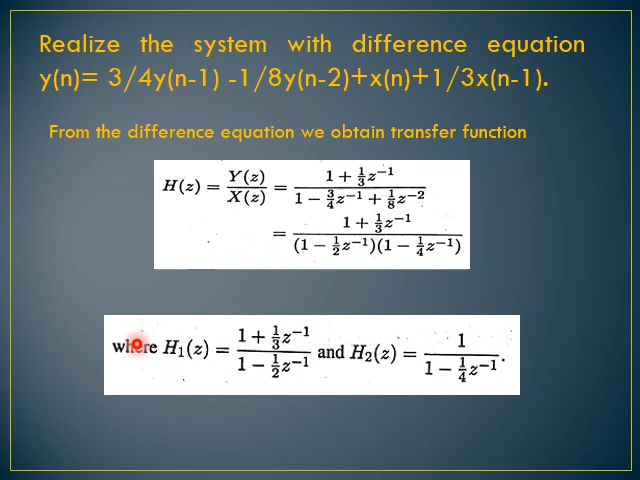 Realize the system with difference equation
y(n)= 3/4y(n-1) -1/8y(n-2)+x(n)+1/3x(n-1).
From the difference equation we obtain transfer function
H(z) = Y(z)/X(z) = (1 + 1/3 z⁻¹)/(1 − 3/4 z⁻¹ + 1/8 z⁻²)
= (1 + 1/3 z⁻¹)/((1 − 1/2 z⁻¹)(1 − 1/4 z⁻¹))
where H₁(z) = (1 + 1/3 z⁻¹)/(1 − 1/2 z⁻¹) and H₂(z) = 1/(1 − 1/4 z⁻¹).